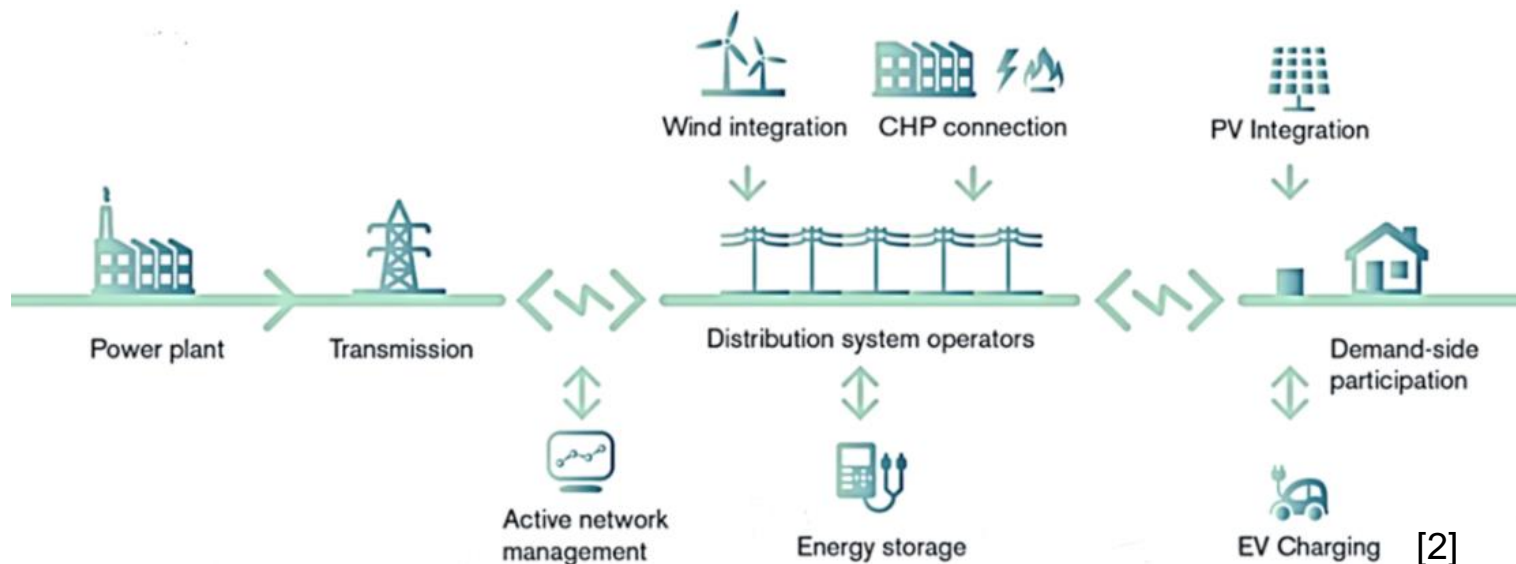 Wind integration
CHP connection
PV Integration
Power plant
Transmission
Distribution system operators
Demand-side
participation
Active network
management
Energy storage
EV Charging
[2]